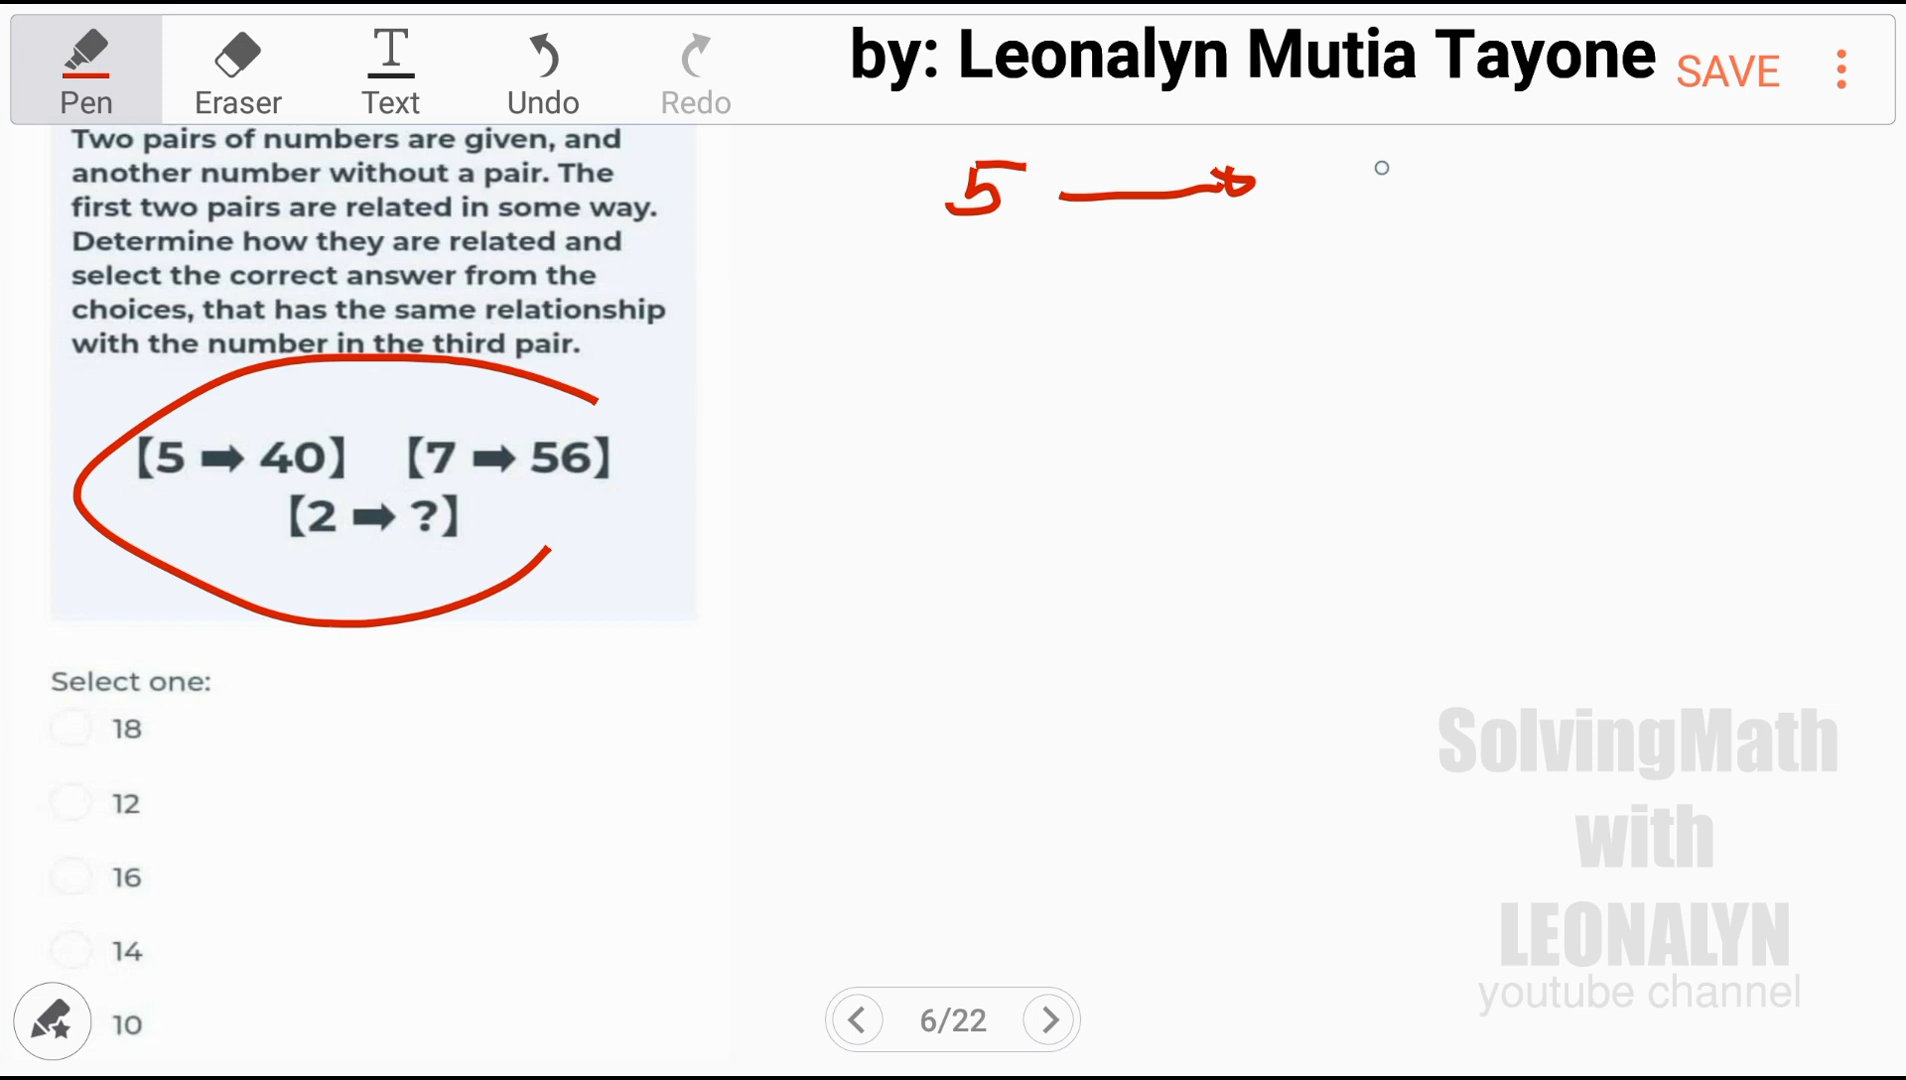 Pen
Eraser
Text
Undo
Redo
by: Leonalyn Mutia Tayone
SAVE
Two pairs of numbers are given, and
another number without a pair. The
first two pairs are related in some way.
Determine how they are related and
select the correct answer from the
choices, that has the same relationship
with the number in the third pair.
【5 ➡ 40】 【7 ➡ 56】
【2 ➡ ?】
5 →
Select one:
18
12
16
14
10
6/22
SolvingMath
with
LEONALYN
youtube channel